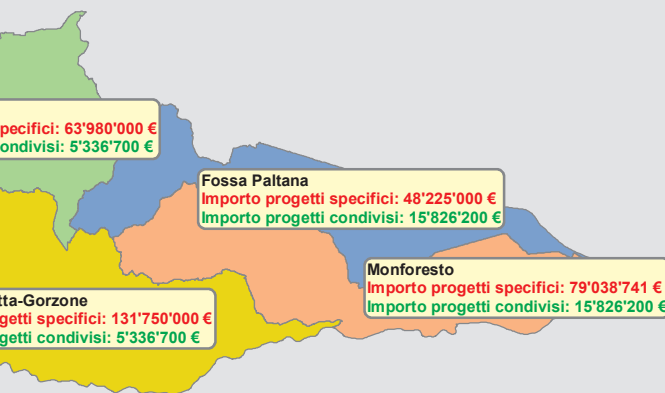 pecifici: 63'980'000 €
ondivisi: 5'336'700 €
Fossa Paltana
Importo progetti specifici: 48'225'000 €
Importo progetti condivisi: 15'826'200 €
Monforesto
Importo progetti specifici: 79'038'741 €
Importo progetti condivisi: 15'826'200 €
tta-Gorzone
getti specifici: 131'750'000 €
getti condivisi: 5'336'700 €